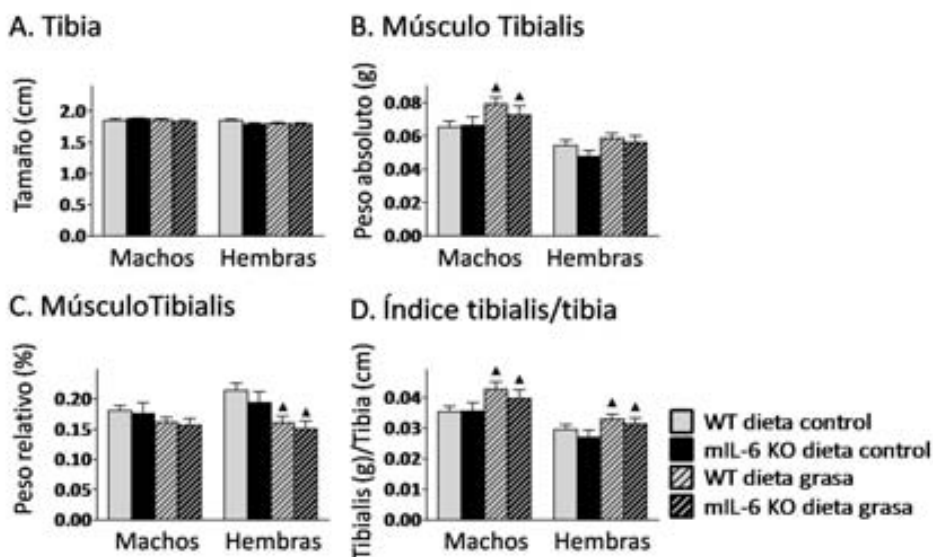 A. Tibia
Tamaño (cm)
2.0
1.5
1.0
0.5
0.0
Machos Hembras
B. Músculo Tibialis
Peso absoluto (g)
0.08
0.06
0.04
0.02
0.00
▲ ▲
Machos Hembras
C. MúsculoTibialis
Peso relativo (%)
0.20
0.15
0.10
0.05
0.00
▲ ▲
Machos Hembras
D. Índice tibialis/tibia
Tibialis (g)/Tibia (cm)
0.04
0.03
0.02
0.01
0.00
▲ ▲ ▲ ▲
Machos Hembras
WT dieta control
mIL-6 KO dieta control
WT dieta grasa
mIL-6 KO dieta grasa